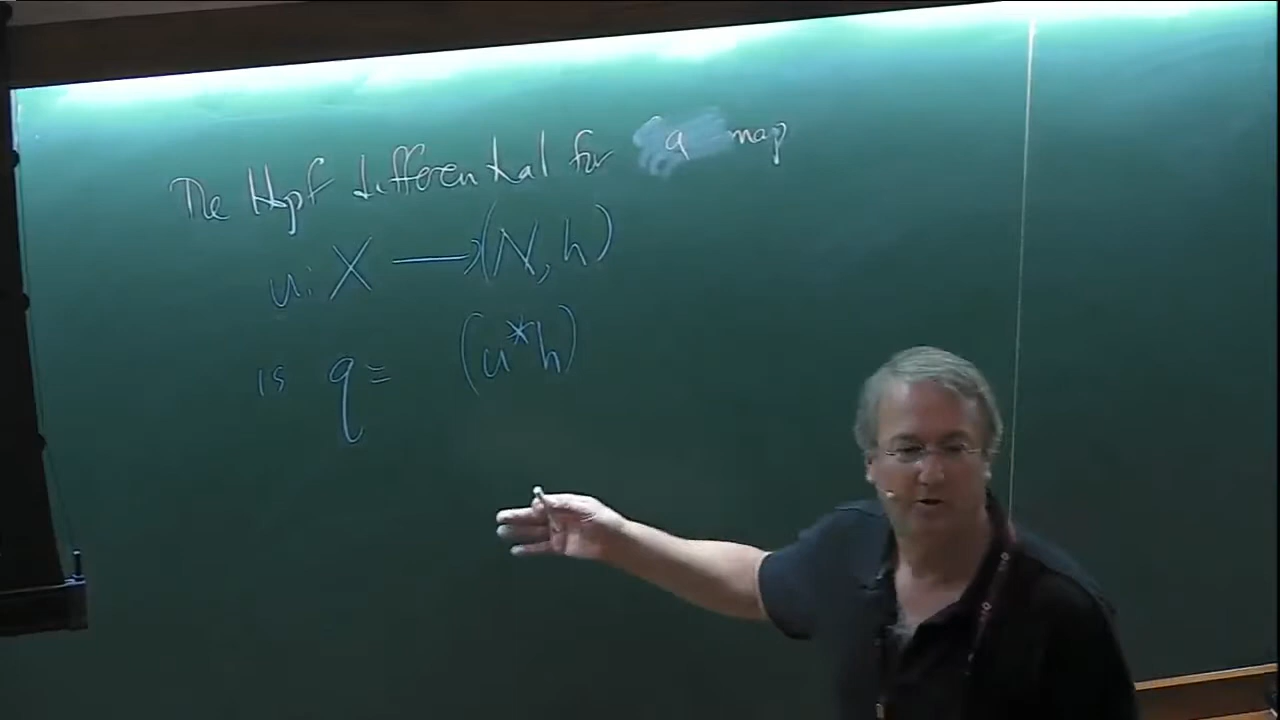 The Hopf differential for a map
u: X ⟶ (N, h)
is q = (u*h)